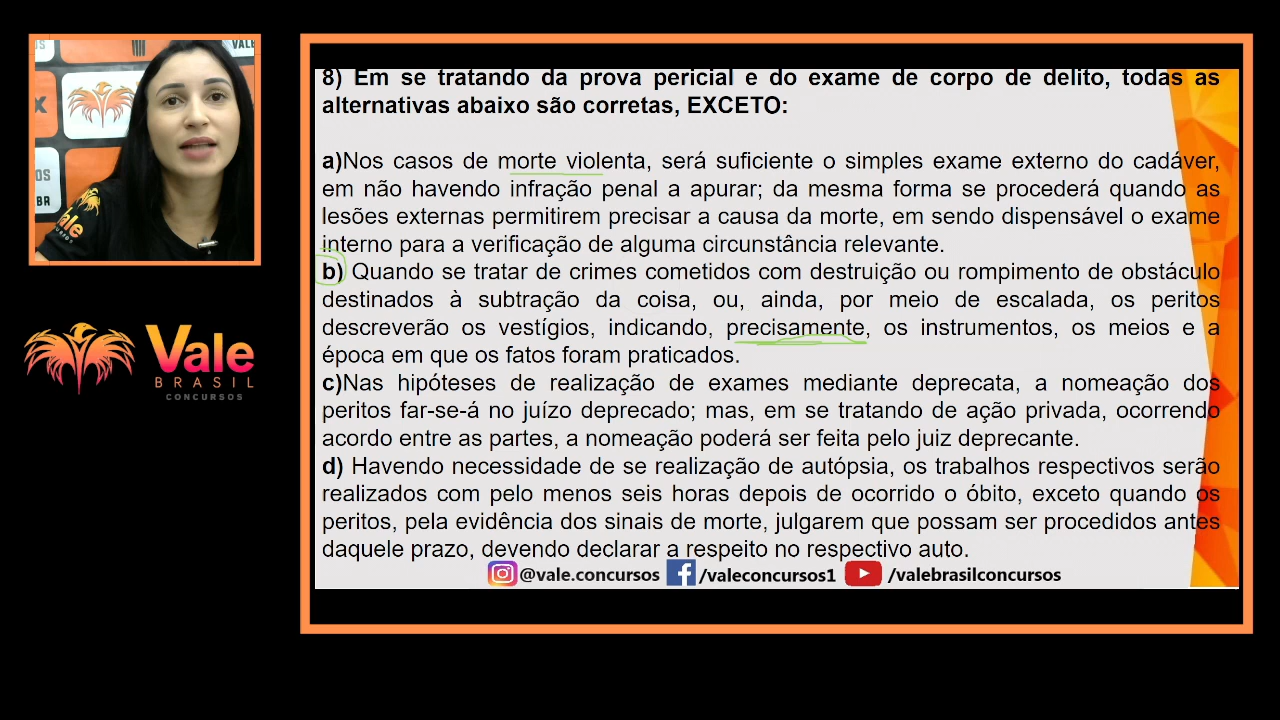 8) Em se tratando da prova pericial e do exame de corpo de delito, todas as
alternativas abaixo são corretas, EXCETO:
a)Nos casos de morte violenta, será suficiente o simples exame externo do cadáver,
em não havendo infração penal a apurar; da mesma forma se procederá quando as
lesões externas permitirem precisar a causa da morte, em sendo dispensável o exame
interno para a verificação de alguma circunstância relevante.
b) Quando se tratar de crimes cometidos com destruição ou rompimento de obstáculo
destinados à subtração da coisa, ou, ainda, por meio de escalada, os peritos
descreverão os vestígios, indicando, precisamente, os instrumentos, os meios e a
época em que os fatos foram praticados.
c)Nas hipóteses de realização de exames mediante deprecata, a nomeação dos
peritos far-se-á no juízo deprecado; mas, em se tratando de ação privada, ocorrendo
acordo entre as partes, a nomeação poderá ser feita pelo juiz deprecante.
d) Havendo necessidade de se realização de autópsia, os trabalhos respectivos serão
realizados com pelo menos seis horas depois de ocorrido o óbito, exceto quando os
peritos, pela evidência dos sinais de morte, julgarem que possam ser procedidos antes
daquele prazo, devendo declarar a respeito no respectivo auto.
@vale.concursos /valeconcursos1 /valebrasilconcursos
Vale
BRASIL
CONCURSOS
Vale